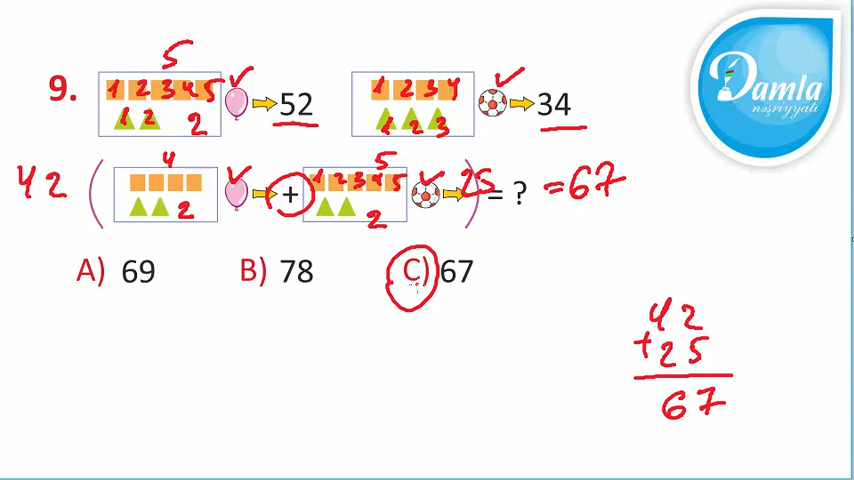 5
9. 1 2 3 4 5 → 52 1 2 3 4 → 34
1 2 2 1 2 3
4 5
42 ( → + 1 2 3 4 5 → 25 ) = ? = 67
2 2
A) 69 B) 78 C) 67
42
+ 25
67
Damla
nəşriyyatı